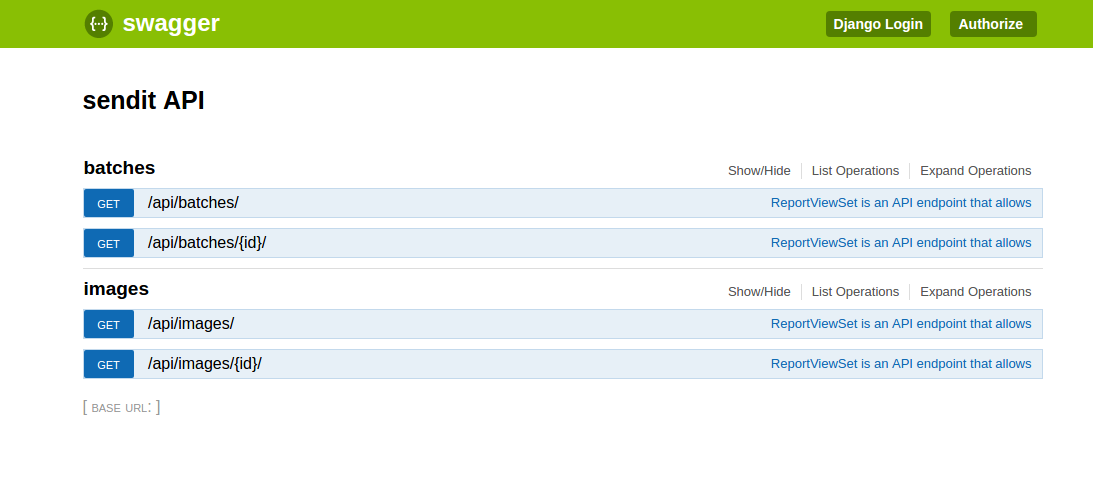 {···} swagger Django Login Authorize
sendit API
batches Show/Hide List Operations Expand Operations
GET /api/batches/ ReportViewSet is an API endpoint that allows
GET /api/batches/{id}/ ReportViewSet is an API endpoint that allows
images Show/Hide List Operations Expand Operations
GET /api/images/ ReportViewSet is an API endpoint that allows
GET /api/images/{id}/ ReportViewSet is an API endpoint that allows
[ BASE URL: ]